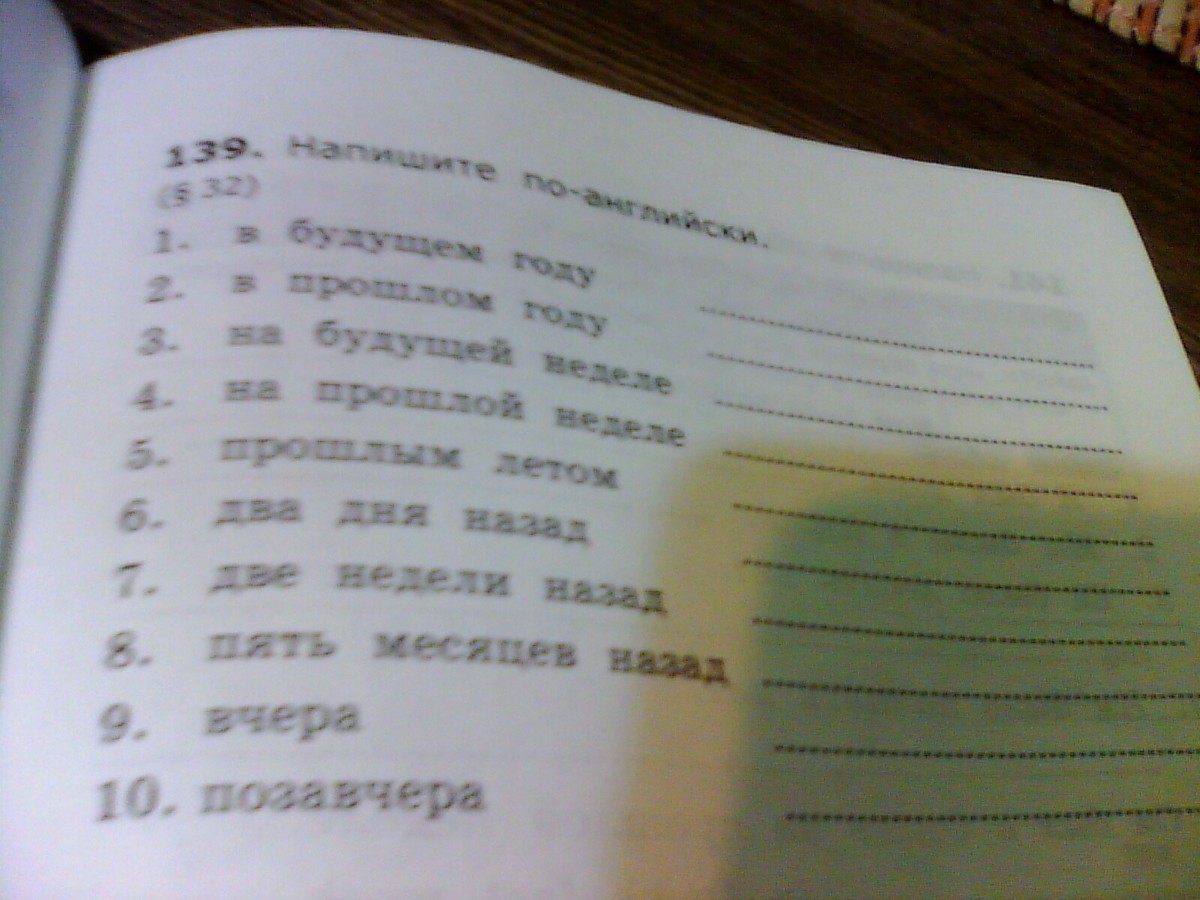 139. Напишите по-английски.
(§ 32)
1. в будущем году
2. в прошлом году
3. на будущей неделе
4. на прошлой неделе
5. прошлым летом
6. два дня назад
7. две недели назад
8. пять месяцев назад
9. вчера
10. позавчера